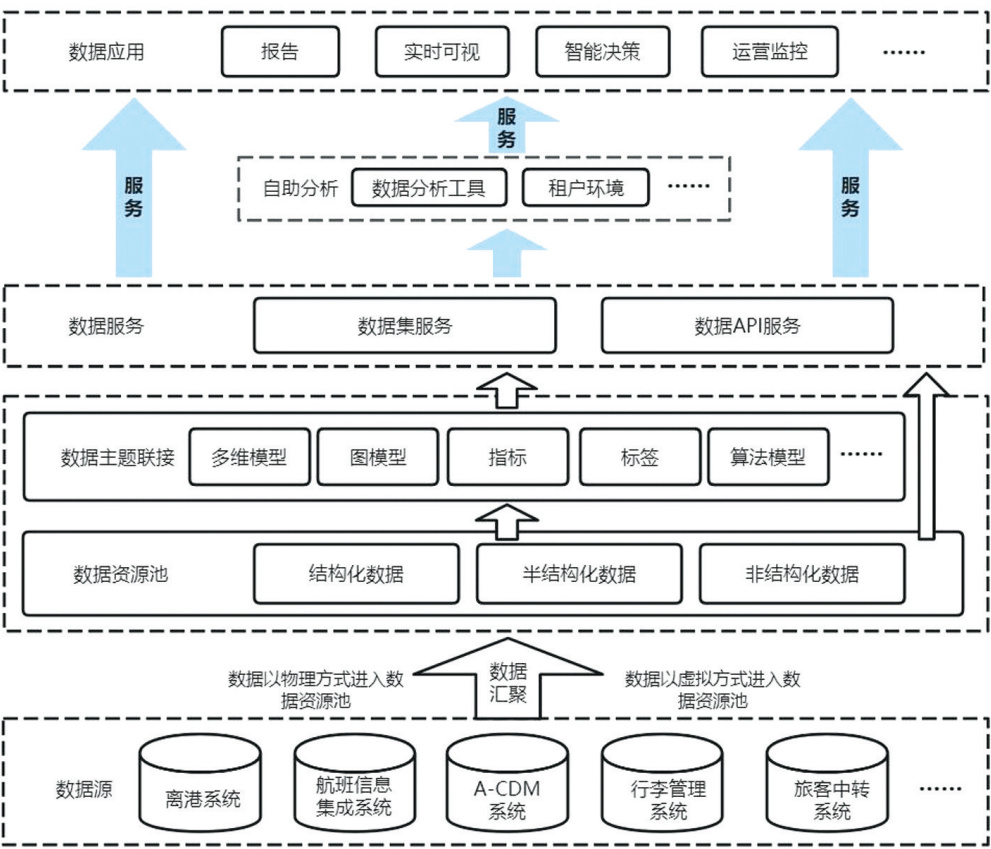 数据应用 报告 实时可视 智能决策 运营监控 ……
服务
服务
服务
自助分析 数据分析工具 租户环境 ……
数据服务 数据集服务 数据API服务
数据主题联接 多维模型 图模型 指标 标签 算法模型 ……
数据资源池 结构化数据 半结构化数据 非结构化数据
数据以物理方式进入数
据资源池
数据
汇聚
数据以虚拟方式进入数
据资源池
数据源
离港系统
航班信息
集成系统
A-CDM
系统
行李管理
系统
旅客中转
系统
……